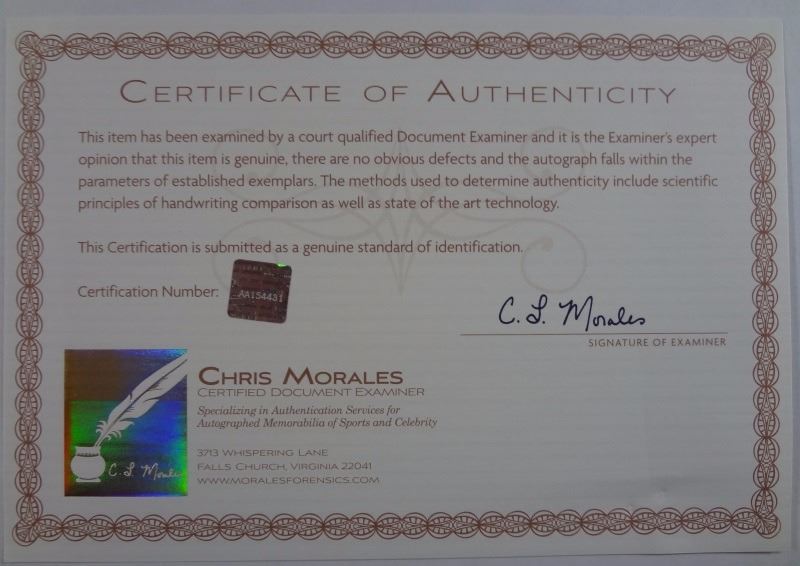 CERTIFICATE OF AUTHENTICITY
This item has been examined by a court qualified Document Examiner and it is the Examiner's expert
opinion that this item is genuine, there are no obvious defects and the autograph falls within the
parameters of established exemplars. The methods used to determine authenticity include scientific
principles of handwriting comparison as well as state of the art technology.
This Certification is submitted as a genuine standard of identification.
Certification Number:
AA154431
C. L. Morales
SIGNATURE OF EXAMINER
CHRIS MORALES
CERTIFIED DOCUMENT EXAMINER
Specializing in Authentication Services for
Autographed Memorabilia of Sports and Celebrity
C. L. Morales
3713 WHISPERING LANE
FALLS CHURCH, VIRGINIA 22041
WWW.MORALESFORENSICS.COM